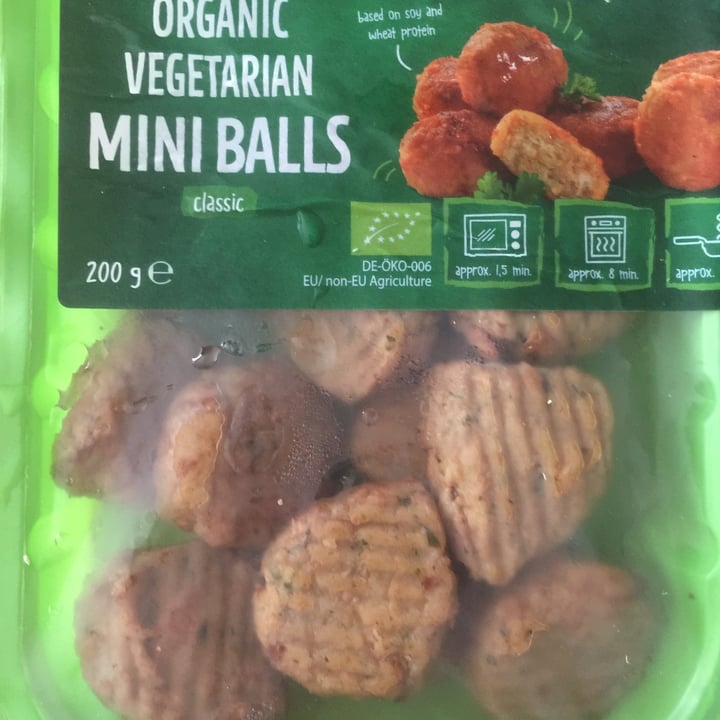 ORGANIC
VEGETARIAN
MINI BALLS
classic
200 g ℮
based on soy and
wheat protein
DE-ÖKO-006
EU/ non-EU Agriculture
approx. 1,5 min.
approx. 8 min.
approx.